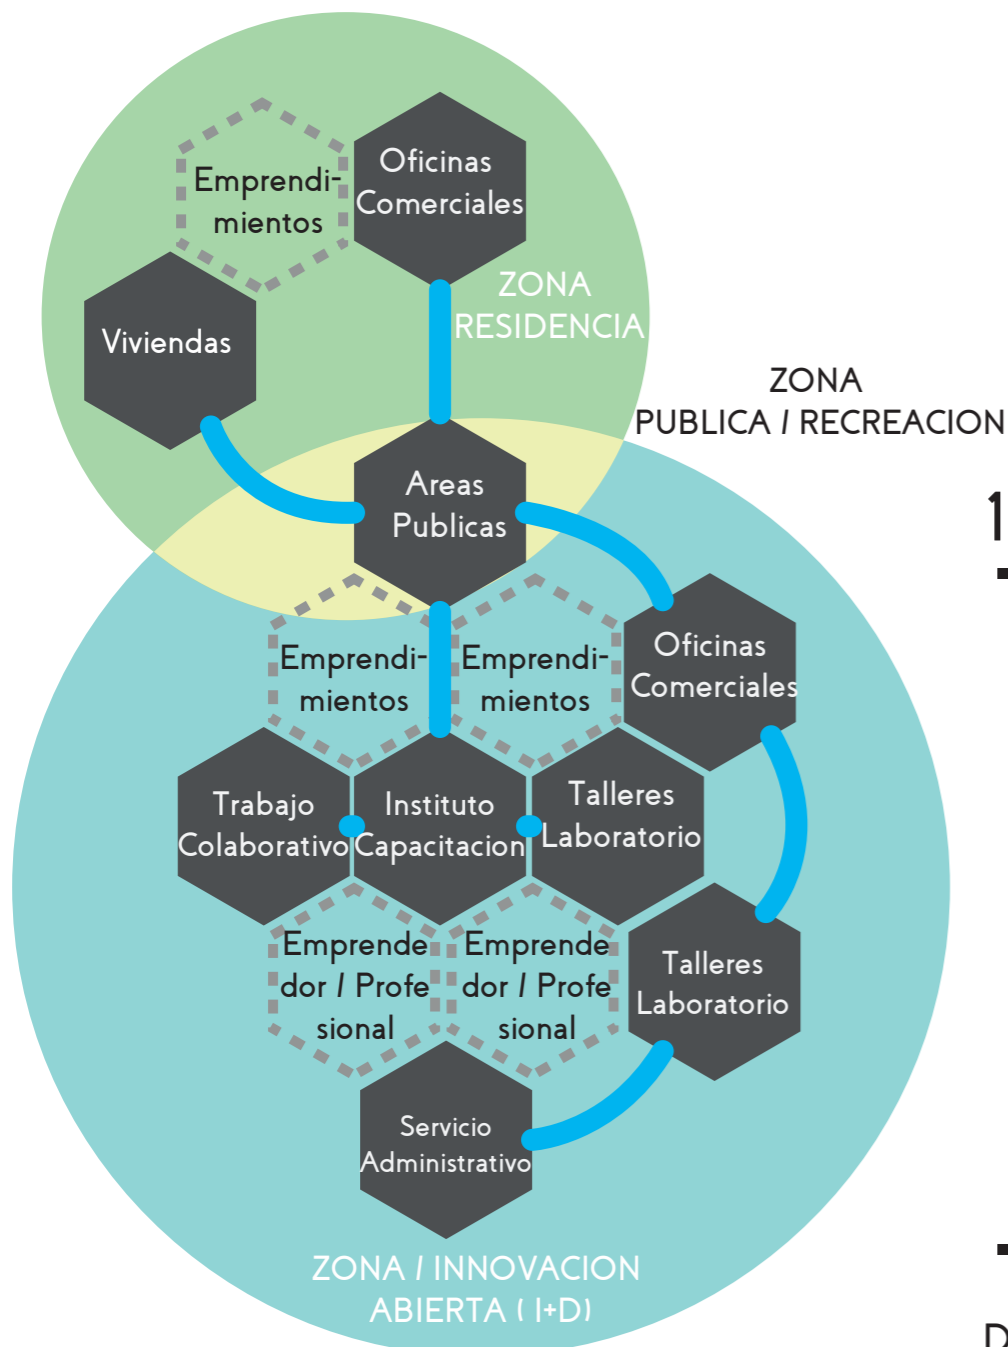 Emprendi-
mientos
Oficinas
Comerciales
ZONA
RESIDENCIA
Viviendas
ZONA
PUBLICA / RECREACION
Areas
Publicas
1
Emprendi-
mientos
Emprendi-
mientos
Oficinas
Comerciales
Trabajo
Colaborativo
Instituto
Capacitacion
Talleres
Laboratorio
Emprende
dor / Profe
sional
Emprende
dor / Profe
sional
Talleres
Laboratorio
Servicio
Administrativo
ZONA / INNOVACION
ABIERTA ( I+D)
D